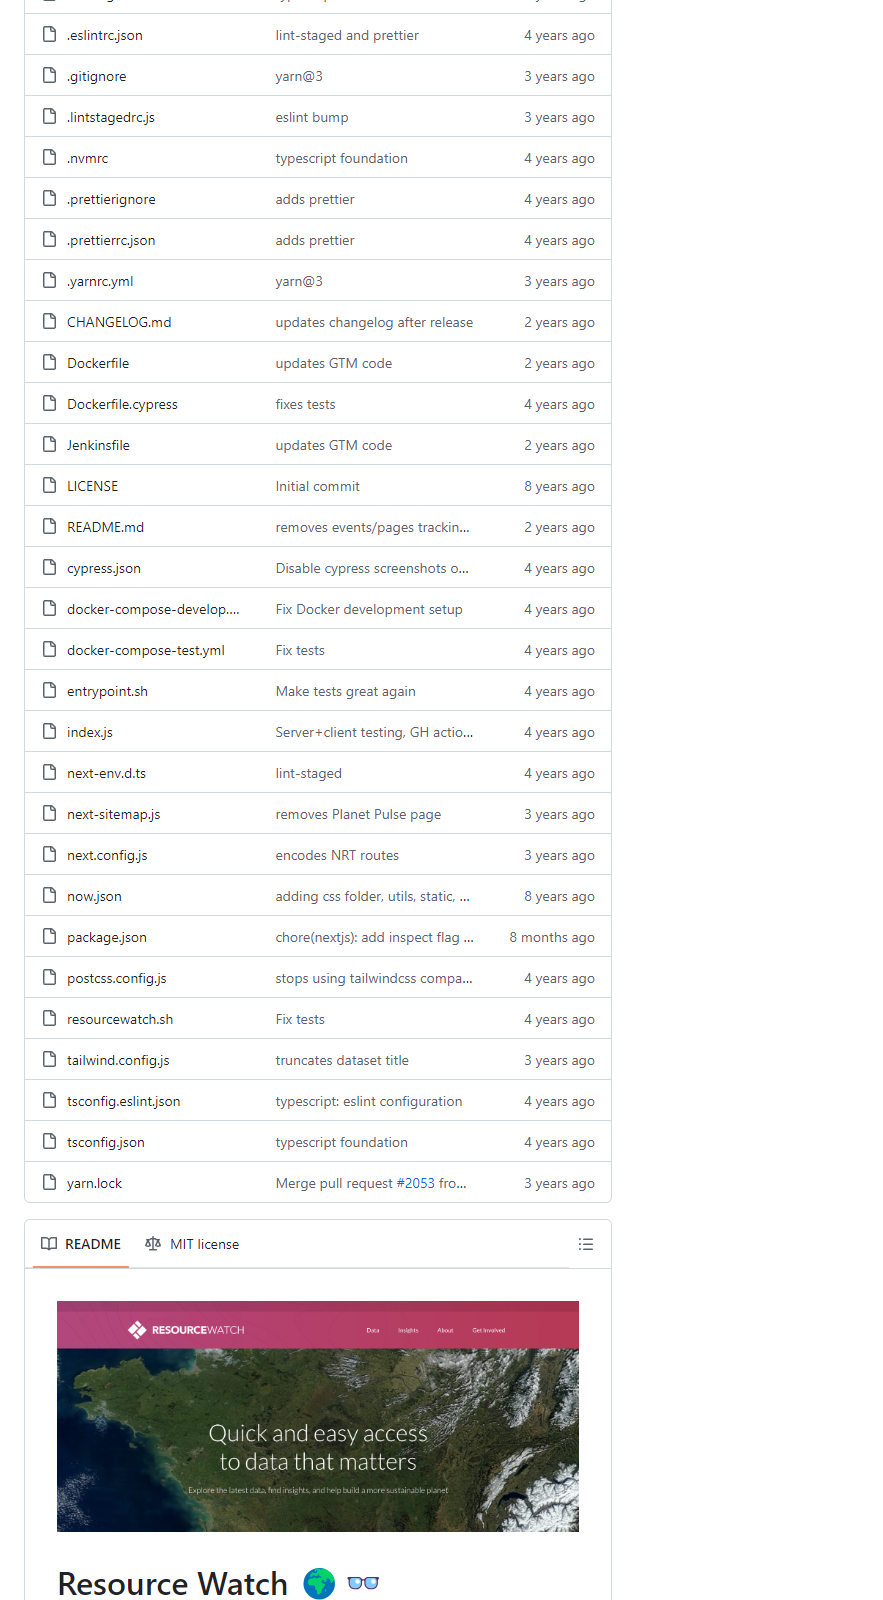 .eslintrc.json lint-staged and prettier 4 years ago
.gitignore yarn@3 3 years ago
.lintstagedrc.js eslint bump 3 years ago
.nvmrc typescript foundation 4 years ago
.prettierignore adds prettier 4 years ago
.prettierrc.json adds prettier 4 years ago
.yarnrc.yml yarn@3 3 years ago
CHANGELOG.md updates changelog after release 2 years ago
Dockerfile updates GTM code 2 years ago
Dockerfile.cypress fixes tests 4 years ago
Jenkinsfile updates GTM code 2 years ago
LICENSE Initial commit 8 years ago
README.md removes events/pages trackin... 2 years ago
cypress.json Disable cypress screenshots o... 4 years ago
docker-compose-develop.... Fix Docker development setup 4 years ago
docker-compose-test.yml Fix tests 4 years ago
entrypoint.sh Make tests great again 4 years ago
index.js Server+client testing, GH actio... 4 years ago
next-env.d.ts lint-staged 4 years ago
next-sitemap.js removes Planet Pulse page 3 years ago
next.config.js encodes NRT routes 3 years ago
now.json adding css folder, utils, static, ... 8 years ago
package.json chore(nextjs): add inspect flag ... 8 months ago
postcss.config.js stops using tailwindcss compa... 4 years ago
resourcewatch.sh Fix tests 4 years ago
tailwind.config.js truncates dataset title 3 years ago
tsconfig.eslint.json typescript: eslint configuration 4 years ago
tsconfig.json typescript foundation 4 years ago
yarn.lock Merge pull request #2053 fro... 3 years ago
README MIT license
RESOURCEWATCH Data Insights About Get Involved
Quick and easy access
to data that matters
Explore the latest data, find insights, and help build a more sustainable planet
Resource Watch 🌍 👓